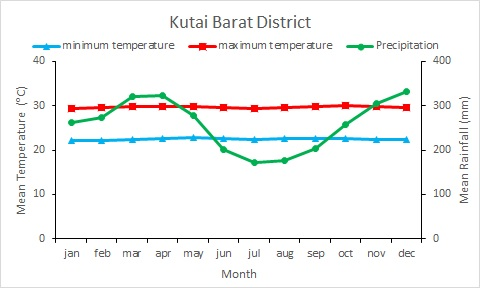 Kutai Barat District
minimum temperature maximum temperature Precipitation
Mean Temperature (°C)
40
30
20
10
0
400
300
200
100
0
Mean Rainfall (mm)
jan feb mar apr may jun jul aug sep oct nov dec
Month